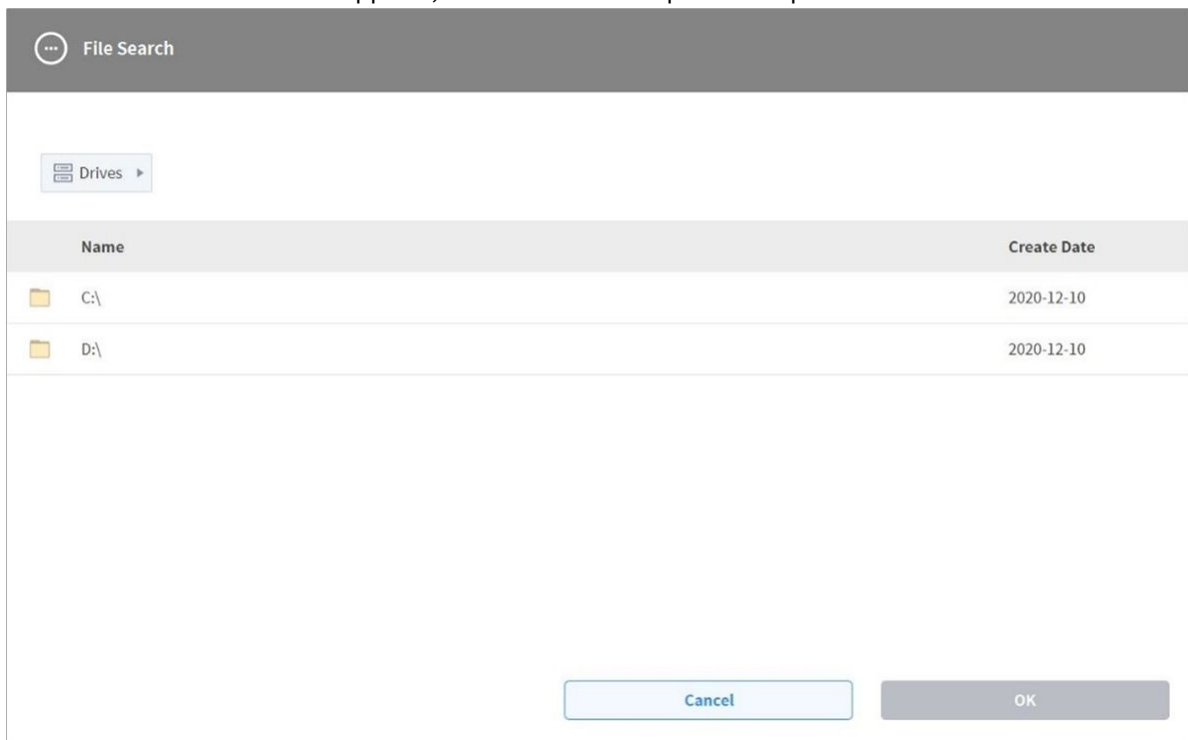 File Search
Drives
Name Create Date
C:\ 2020-12-10
D:\ 2020-12-10
Cancel OK